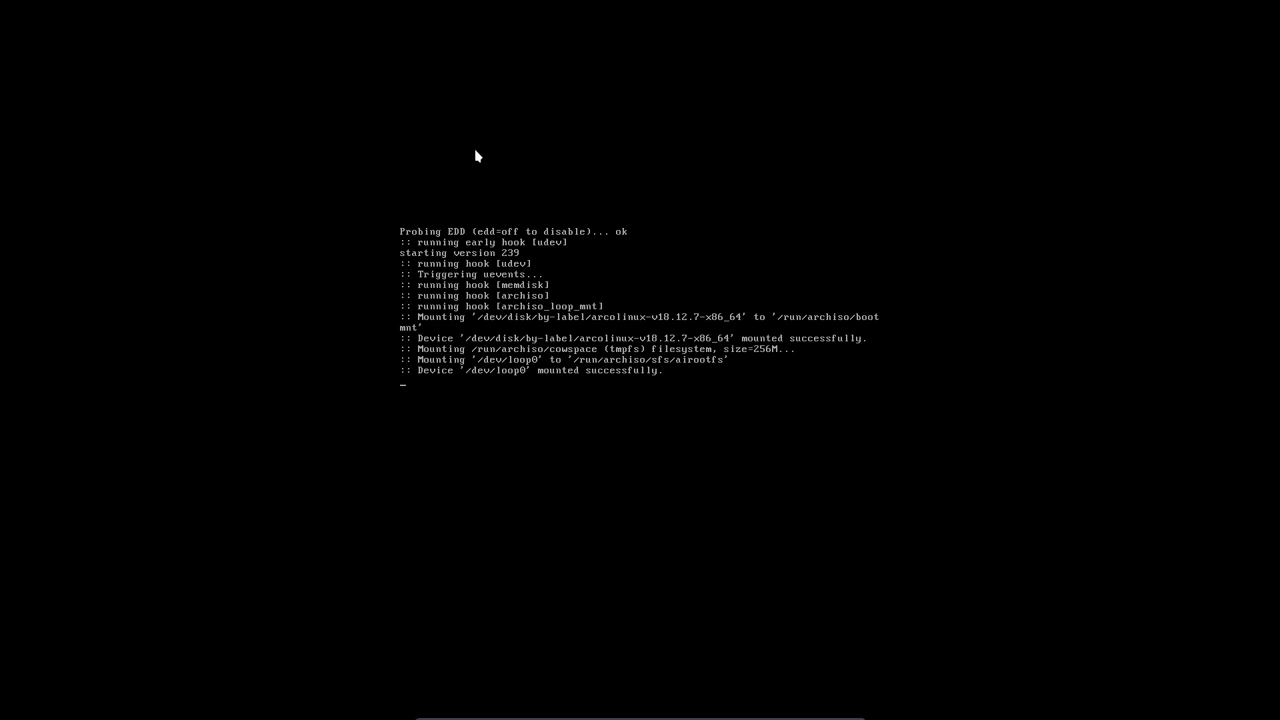 Probing EDD (edd=off to disable)... ok
:: running early hook [udev]
starting version 239
:: running hook [udev]
:: Triggering uevents...
:: running hook [memdisk]
:: running hook [archiso]
:: running hook [archiso_loop_mnt]
:: Mounting '/dev/disk/by-label/arcolinux-v18.12.7-x86_64' to '/run/archiso/boot
mnt'
:: Device '/dev/disk/by-label/arcolinux-v18.12.7-x86_64' mounted successfully.
:: Mounting /run/archiso/cowspace (tmpfs) filesystem, size=256M...
:: Mounting '/dev/loop0' to '/run/archiso/sfs/airootfs'
:: Device '/dev/loop0' mounted successfully.
_